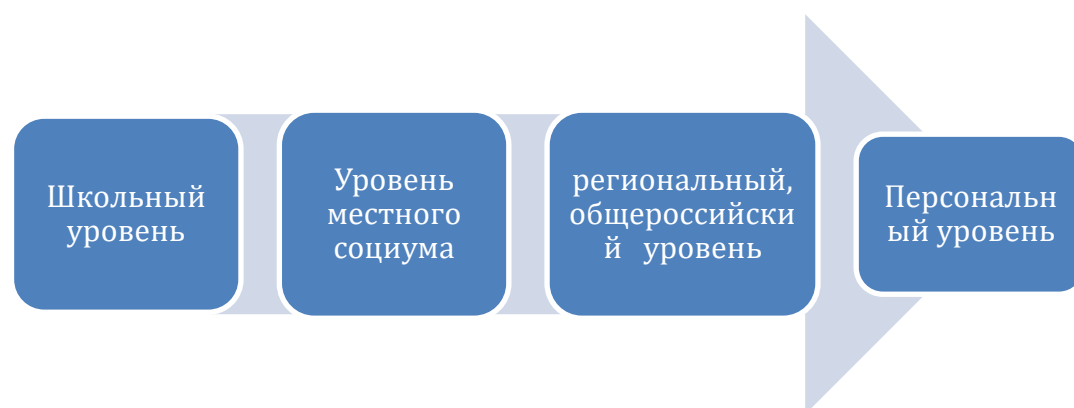 Школьный
уровень
Уровень
местного
социума
региональный,
общероссийски
й уровень
Персональн
ый уровень